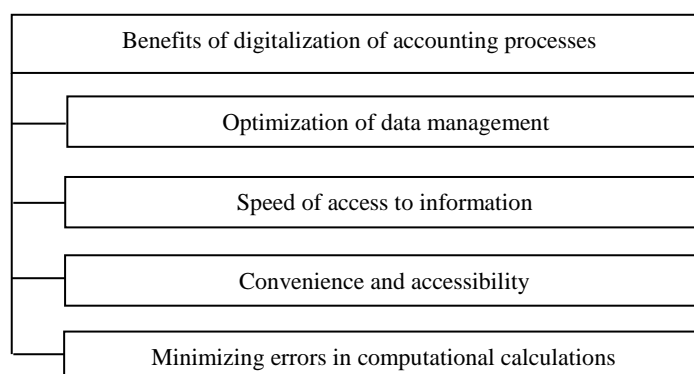 Benefits of digitalization of accounting processes
Optimization of data management
Speed of access to information
Convenience and accessibility
Minimizing errors in computational calculations